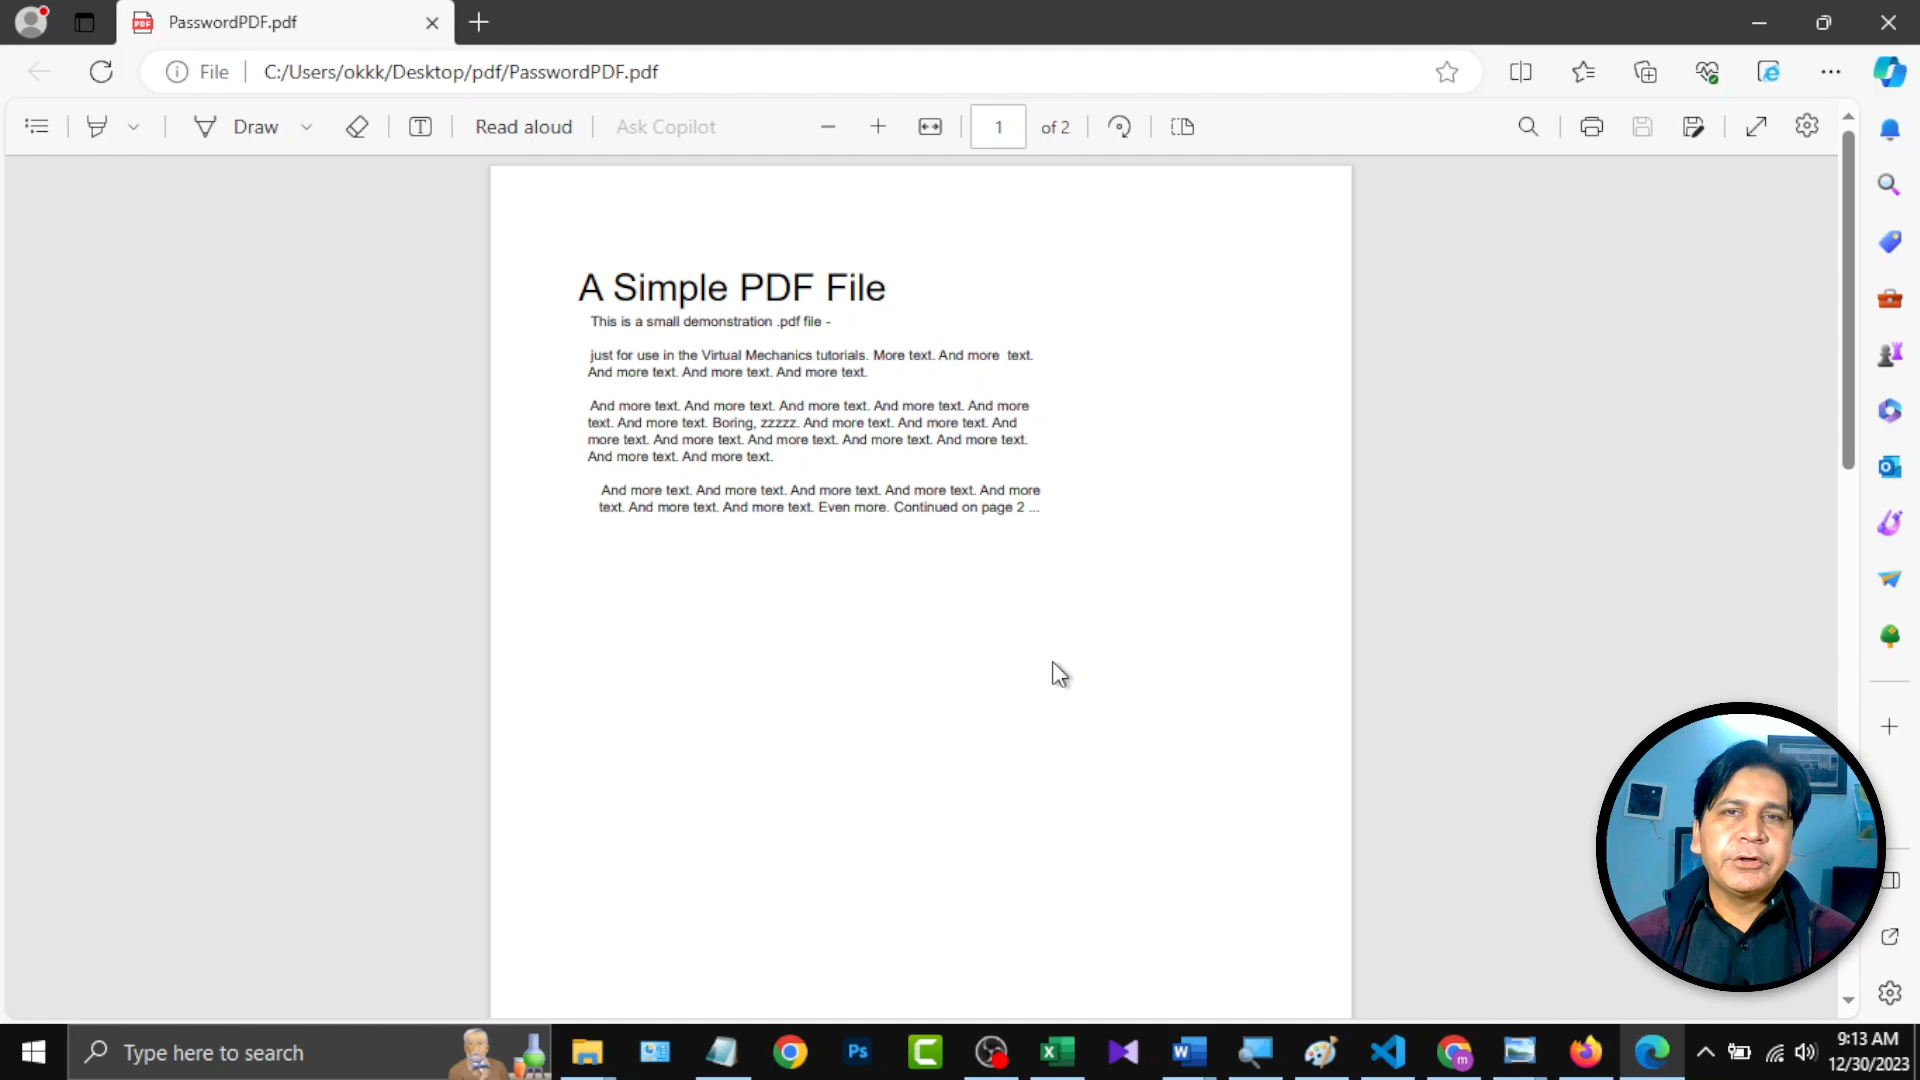 PasswordPDF.pdf
File
C:/Users/okkk/Desktop/pdf/PasswordPDF.pdf
Draw
Read aloud
Ask Copilot
1
of 2
A Simple PDF File
This is a small demonstration .pdf file -
just for use in the Virtual Mechanics tutorials. More text. And more text.
And more text. And more text. And more text.
And more text. And more text. And more text. And more text. And more
text. And more text. Boring, zzzzz. And more text. And more text. And
more text. And more text. And more text. And more text. And more text.
And more text. And more text.
And more text. And more text. And more text. And more text. And more
text. And more text. And more text. Even more. Continued on page 2 ...
Type here to search
Ps
9:13 AM
12/30/2023